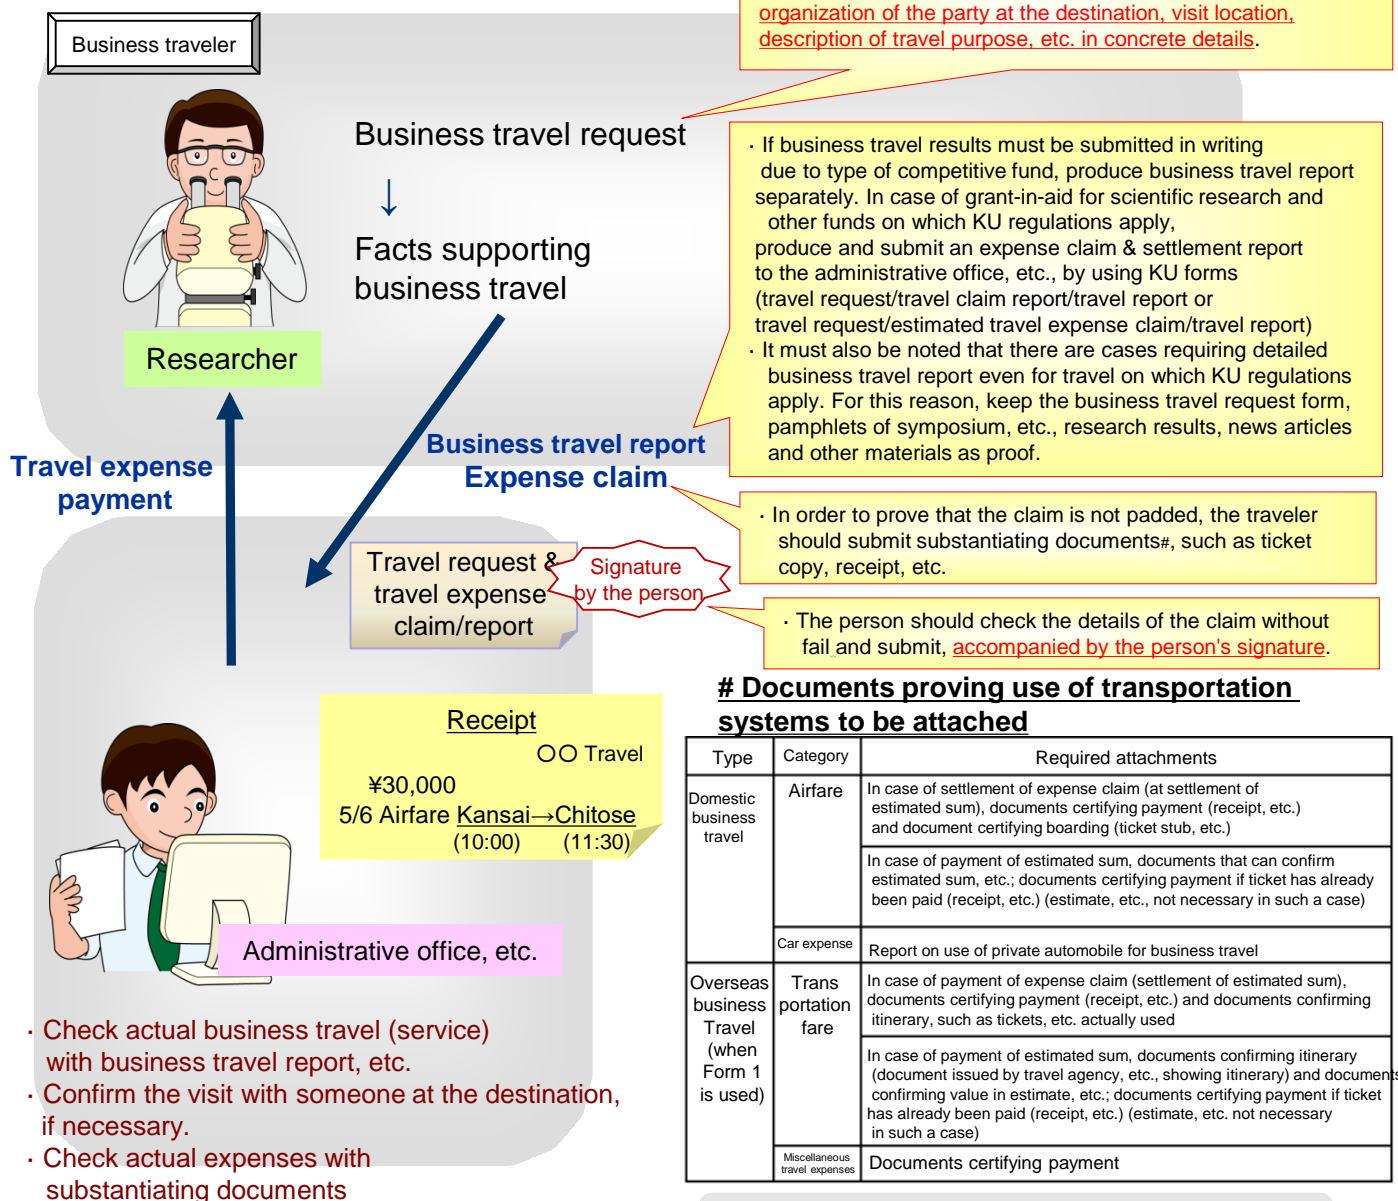 organization of the party at the destination, visit location,
description of travel purpose, etc. in concrete details.
Business traveler
Business travel request
↓
Facts supporting
business travel
Researcher
· If business travel results must be submitted in writing
due to type of competitive fund, produce business travel report
separately. In case of grant-in-aid for scientific research and
other funds on which KU regulations apply,
produce and submit an expense claim & settlement report
to the administrative office, etc., by using KU forms
(travel request/travel claim report/travel report or
travel request/estimated travel expense claim/travel report)
· It must also be noted that there are cases requiring detailed
business travel report even for travel on which KU regulations
apply. For this reason, keep the business travel request form,
pamphlets of symposium, etc., research results, news articles
and other materials as proof.
Travel expense
payment
Business travel report
Expense claim
· In order to prove that the claim is not padded, the traveler
should submit substantiating documents#, such as ticket
copy, receipt, etc.
Travel request &
travel expense
claim/report
Signature
by the person
· The person should check the details of the claim without
fail and submit, accompanied by the person's signature.
Receipt
○○ Travel
¥30,000
5/6 Airfare Kansai→Chitose
(10:00) (11:30)
Administrative office, etc.
· Check actual business travel (service)
with business travel report, etc.
· Confirm the visit with someone at the destination,
if necessary.
· Check actual expenses with
substantiating documents
# Documents proving use of transportation
systems to be attached
Type Category Required attachments
Domestic
business
travel
Airfare
In case of settlement of expense claim (at settlement of
estimated sum), documents certifying payment (receipt, etc.)
and document certifying boarding (ticket stub, etc.)
In case of payment of estimated sum, documents that can confirm
estimated sum, etc.; documents certifying payment if ticket has already
been paid (receipt, etc.) (estimate, etc., not necessary in such a case)
Car expense
Report on use of private automobile for business travel
Overseas
business
Travel
(when
Form 1
is used)
Trans
portation
fare
In case of payment of expense claim (settlement of estimated sum),
documents certifying payment (receipt, etc.) and documents confirming
itinerary, such as tickets, etc. actually used
In case of payment of estimated sum, documents confirming itinerary
(document issued by travel agency, etc., showing itinerary) and documents
confirming value in estimate, etc.; documents certifying payment if ticket
has already been paid (receipt, etc.) (estimate, etc. not necessary
in such a case)
Miscellaneous
travel expenses
Documents certifying payment